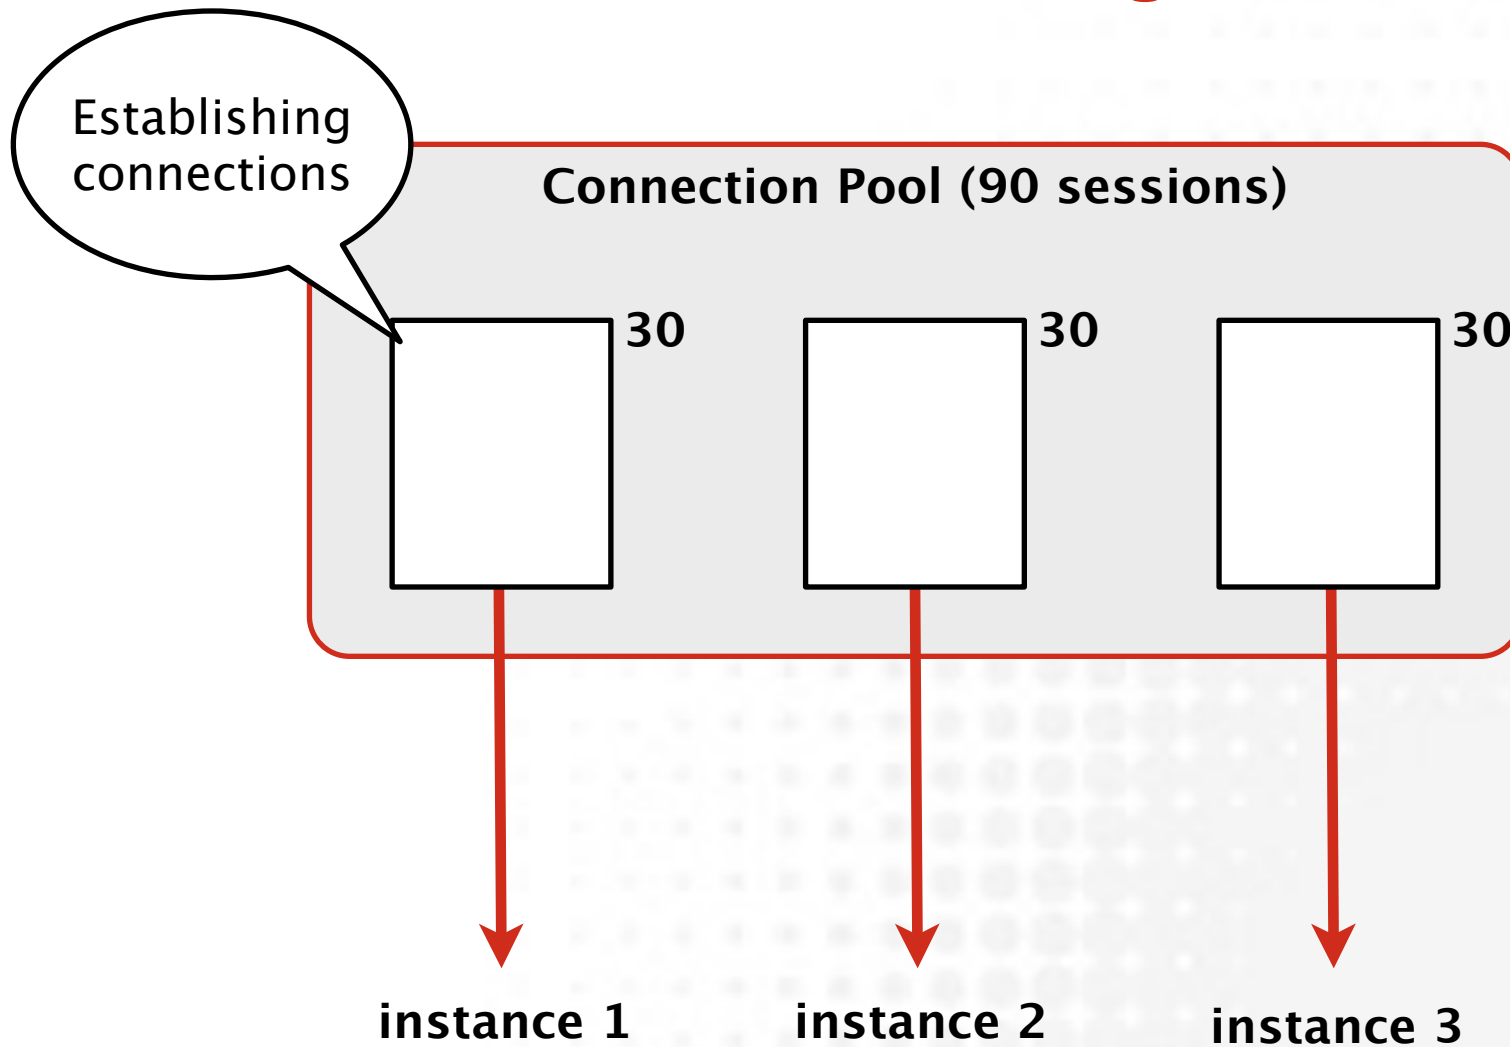 Establishing
connections
Connection Pool (90 sessions)
30
30
30
instance 1
instance 2
instance 3